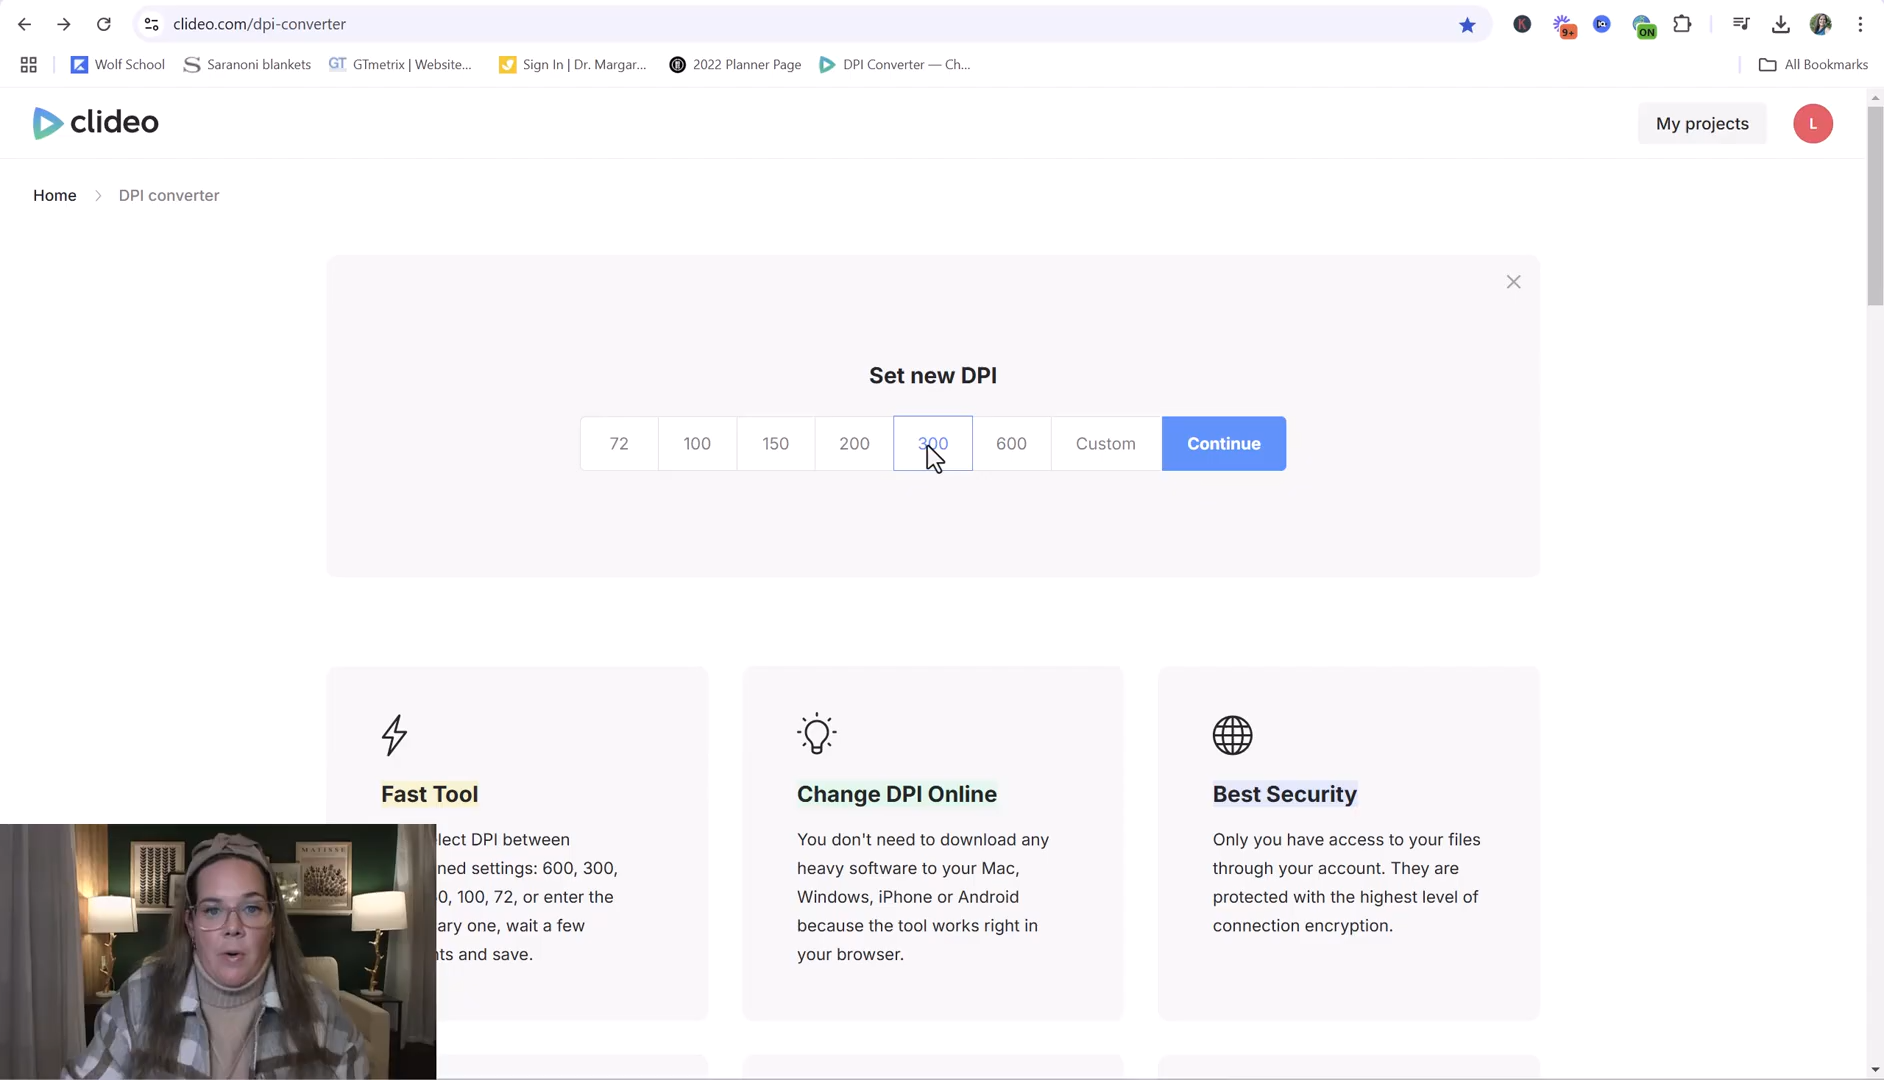 clideo.com/dpi-converter
K
9+
ON
Wolf School
Saranoni blankets
GT
GTmetrix | Website...
Sign In | Dr. Margar...
2022 Planner Page
DPI Converter — Ch...
All Bookmarks
clideo
My projects
L
Home
DPI converter
Set new DPI
72
100
150
200
300
600
Custom
Continue
Fast Tool
lect DPI between
ned settings: 600, 300,
0, 100, 72, or enter the
ary one, wait a few
ts and save.
Change DPI Online
You don't need to download any
heavy software to your Mac,
Windows, iPhone or Android
because the tool works right in
your browser.
Best Security
Only you have access to your files
through your account. They are
protected with the highest level of
connection encryption.
MATISSE